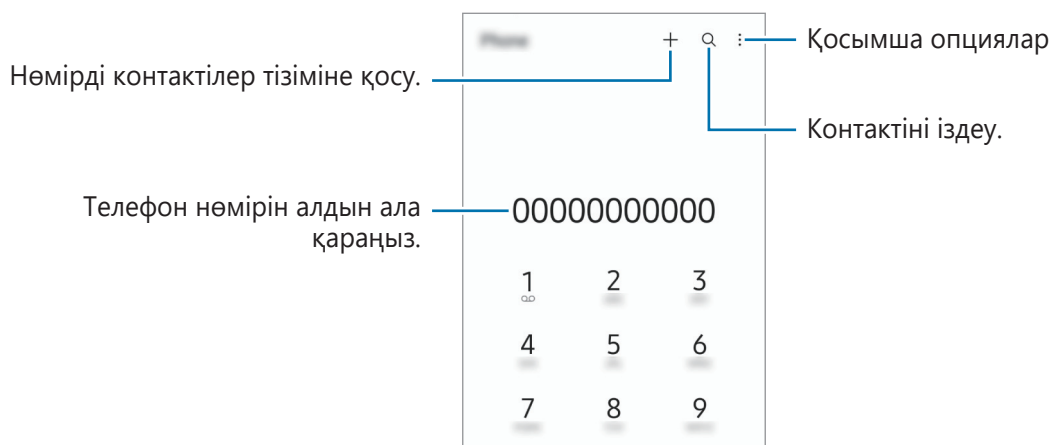 Phone
Қосымша опциялар
Нөмірді контактілер тізіміне қосу.
Контактіні іздеу.
Телефон нөмірін алдын ала
қараңыз.
00000000000
1 2 3
4 5 6
7 8 9